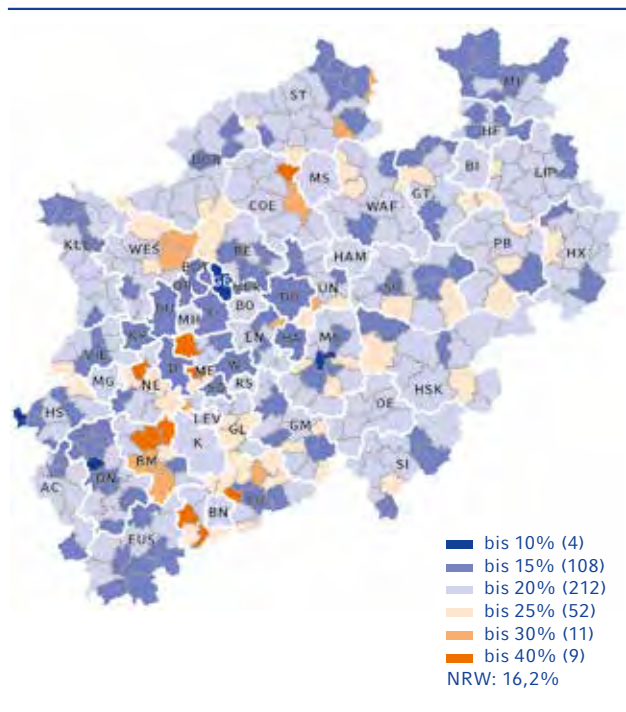 ST
MI
HF
BOR
BI
LIP
MS
GT
COE
WAF
KLE
WES
RE
HAM
PB
HX
BOT
GE
HER
OB
BO
DO
UN
SO
DU
MH
E
EN
HA
MK
KR
VIE
D
ME
W
SG
RS
MG
NE
HSK
HS
LEV
OE
GL
GM
K
BM
DN
SI
AC
BN
SU
EUS
bis 10% (4)
bis 15% (108)
bis 20% (212)
bis 25% (52)
bis 30% (11)
bis 40% (9)
NRW: 16,2%